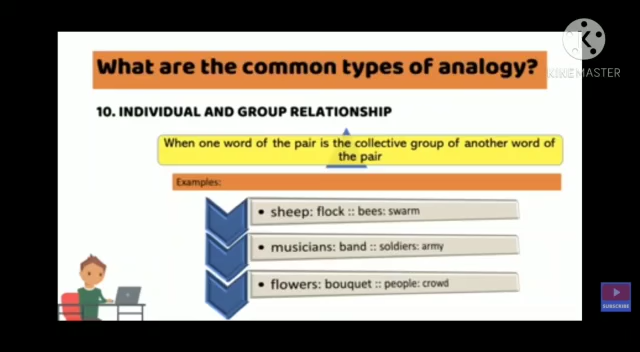 What are the common types of analogy?
KINEMASTER
10. INDIVIDUAL AND GROUP RELATIONSHIP
When one word of the pair is the collective group of another word of
the pair
Examples:
• sheep: flock :: bees: swarm
• musicians: band :: soldiers: army
• flowers: bouquet :: people: crowd
SUBSCRIBE